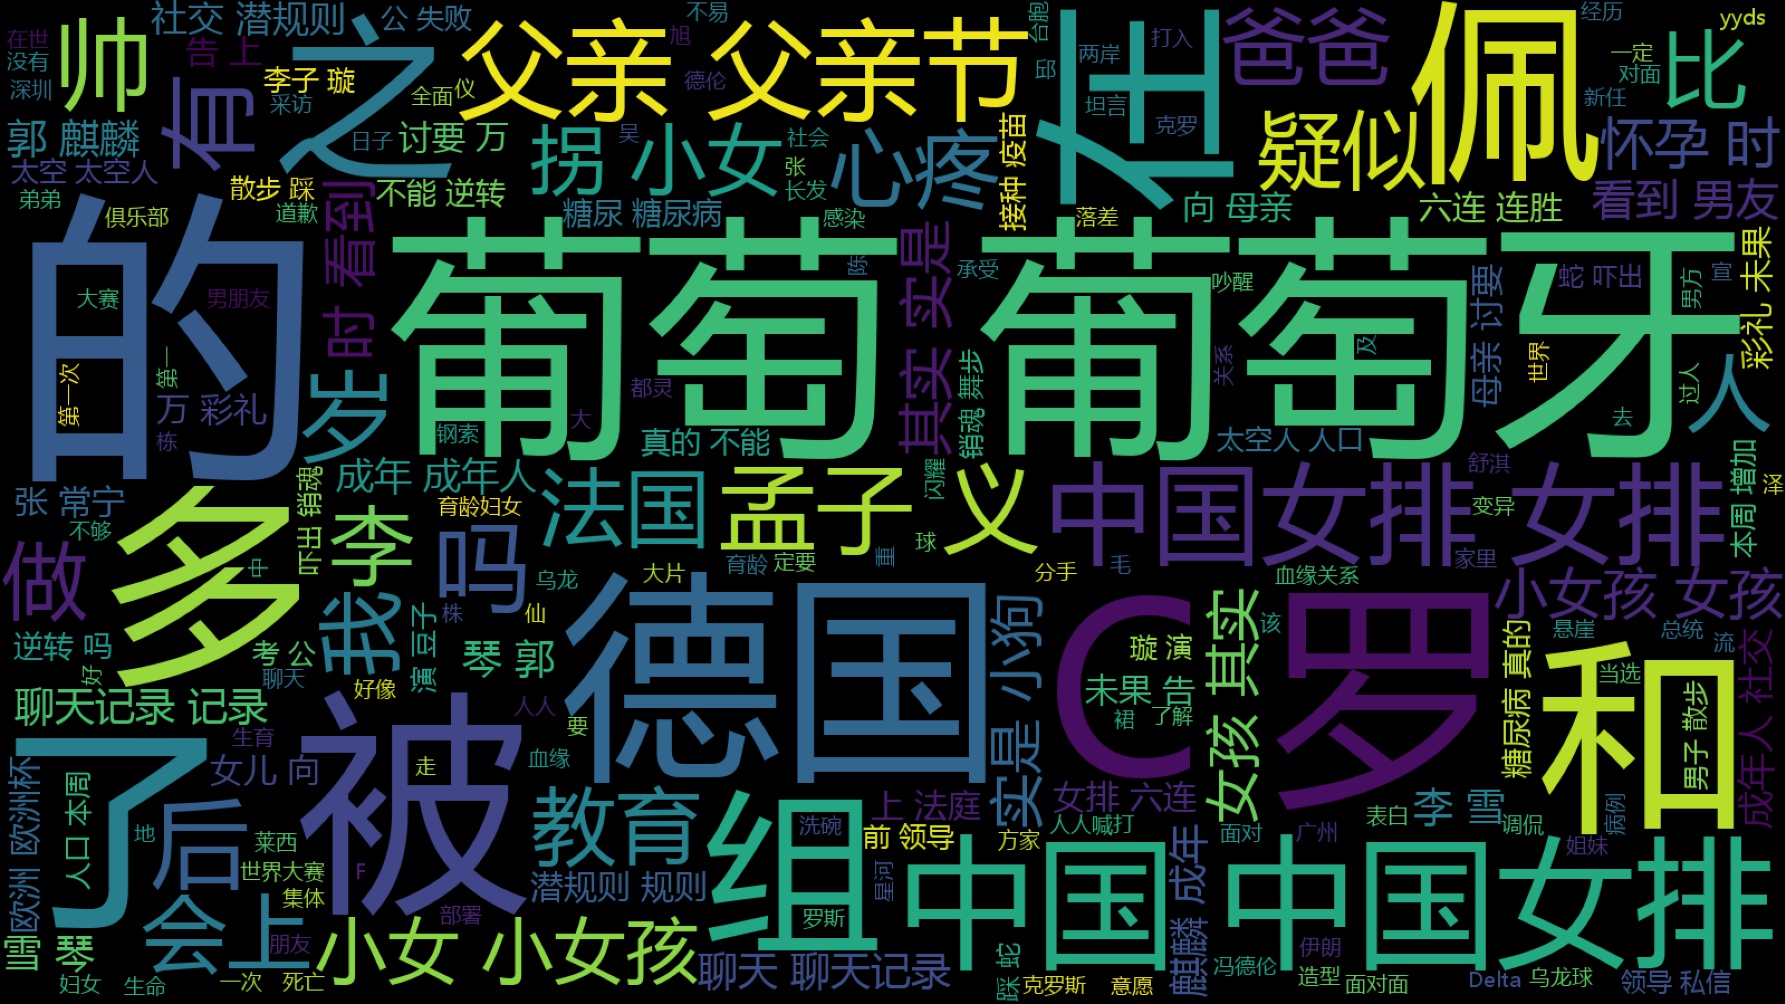 社交 潜规则
公 失败
不易
台胞
经历
yyds
在世
帅
告 上
之
父亲 父亲节
旭
在
两岸
打入
爸爸
佩
比
一定
没有
深圳
有
李子 璇
采访
全面
仪
德伦
邱
坦言
克罗
疑似
新任
对面
郭 麒麟
日子
讨要 万
拐 小女
吴
社会
张
长发
心疼
接种 疫苗
怀孕 时
太空 太空人
弟弟
俱乐部
散步 踩
道歉
时 看到
不能 逆转
糖尿 糖尿病
感染
落差
向 母亲
六连 连胜
看到 男友
的
大赛
男朋友
葡萄 葡萄牙
陈
其实 实是
承受
吵醒
母亲 讨要
蛇 吓出
男方
宣
彩礼 未果
第一次
第一
万 彩礼
栋
岁
都灵
大
钢索
真的 不能
销魂 舞步
关系
及
太空人 人口
世界
过人
去
人
张 常宁
不够
多
中
吓出 销魂
成年 成年人
李
育龄妇女
吗
法国
孟子 义
育龄
定要
重
球
闪耀
中国女排 女排
舒淇
变异
家里
本周 增加
泽
做
逆转 吗
好
我
演 豆子
株
乌龙
仙
大片
分手
毛
血缘关系
小女孩 女孩
考 公
聊天
好像
琴 郭
德国
实是 小狗
C罗
璇 演
未果 告
裙
了解
女孩 其实
该
糖尿病 真的
悬崖
总统
流
当选
和
男子 散步
成年人 社交
聊天记录 记录
了
生育
女儿 向
被
走
人人
要
血缘
欧洲 欧洲杯
人口 本周
地
后
莱西
世界大赛
集体
F
教育
组
洗碗
上 法庭
女排 六连
前 领导
方家
人人喊打
面对
广州
表白
李 雪
调侃
病例
姐妹
潜规则 规则
星河
罗斯
中国 中国女排
麒麟 成年
雪 琴
会上
朋友
部署
小女 小女孩
聊天 聊天记录
踩 蛇
克罗斯
意愿
冯德伦
伊朗
造型
面对面
Delta
乌龙球
领导 私信
妇女
生命
一次
死亡